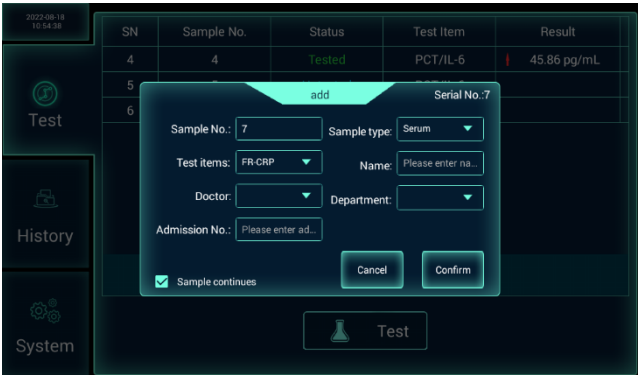 2022-08-18
10:54:38
SN Sample No. Status Test Item Result
4 4 Tested PCT/IL-6 45.86 pg/mL
5
6
Test
History
System
add Serial No.:7
Sample No.: 7 Sample type: Serum
Test items: FR-CRP Name: Please enter na...
Doctor: Department:
Admission No.: Please enter ad...
Sample continues Cancel Confirm
Test